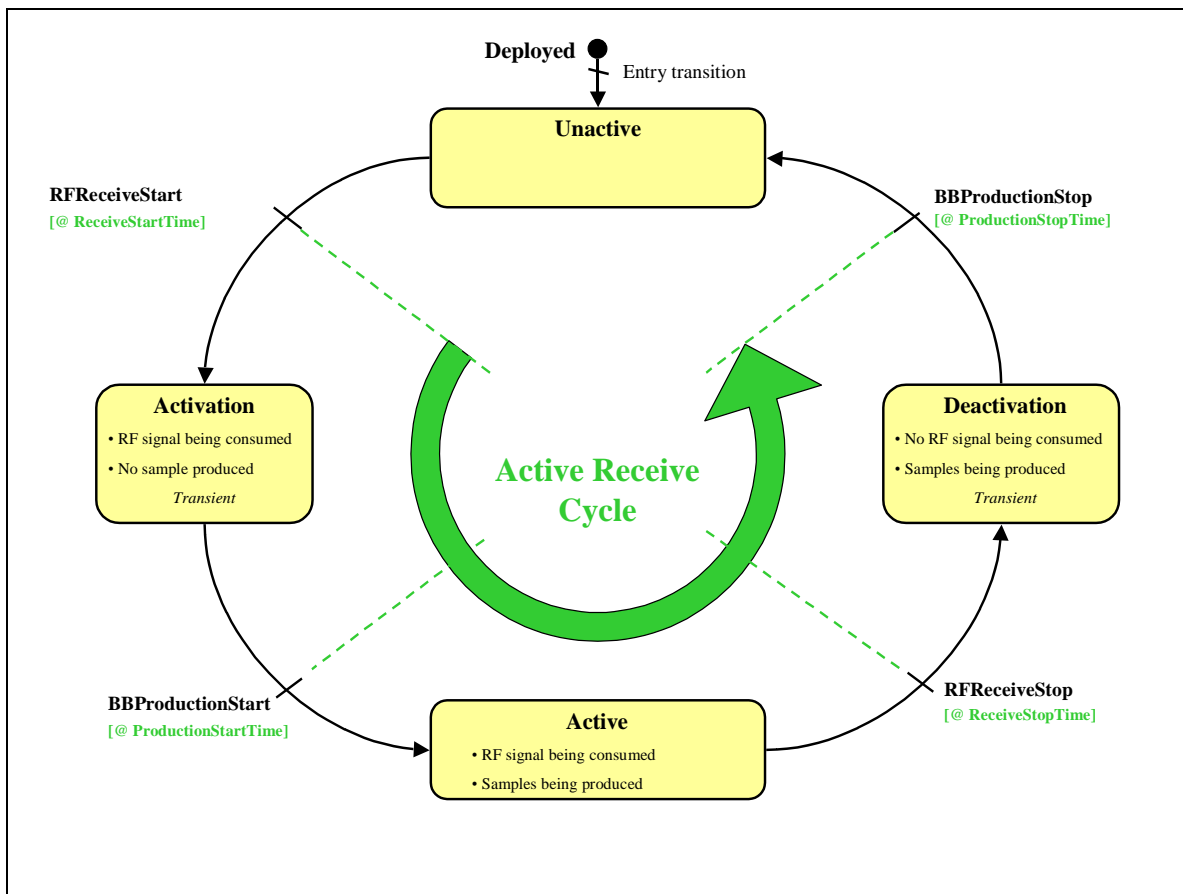 Deployed
Entry transition
Unactive
RFReceiveStart
[@ ReceiveStartTime]
BBProductionStop
[@ ProductionStopTime]
Activation
• RF signal being consumed
• No sample produced
Transient
Deactivation
• No RF signal being consumed
• Samples being produced
Transient
Active Receive
Cycle
BBProductionStart
[@ ProductionStartTime]
RFReceiveStop
[@ ReceiveStopTime]
Active
• RF signal being consumed
• Samples being produced